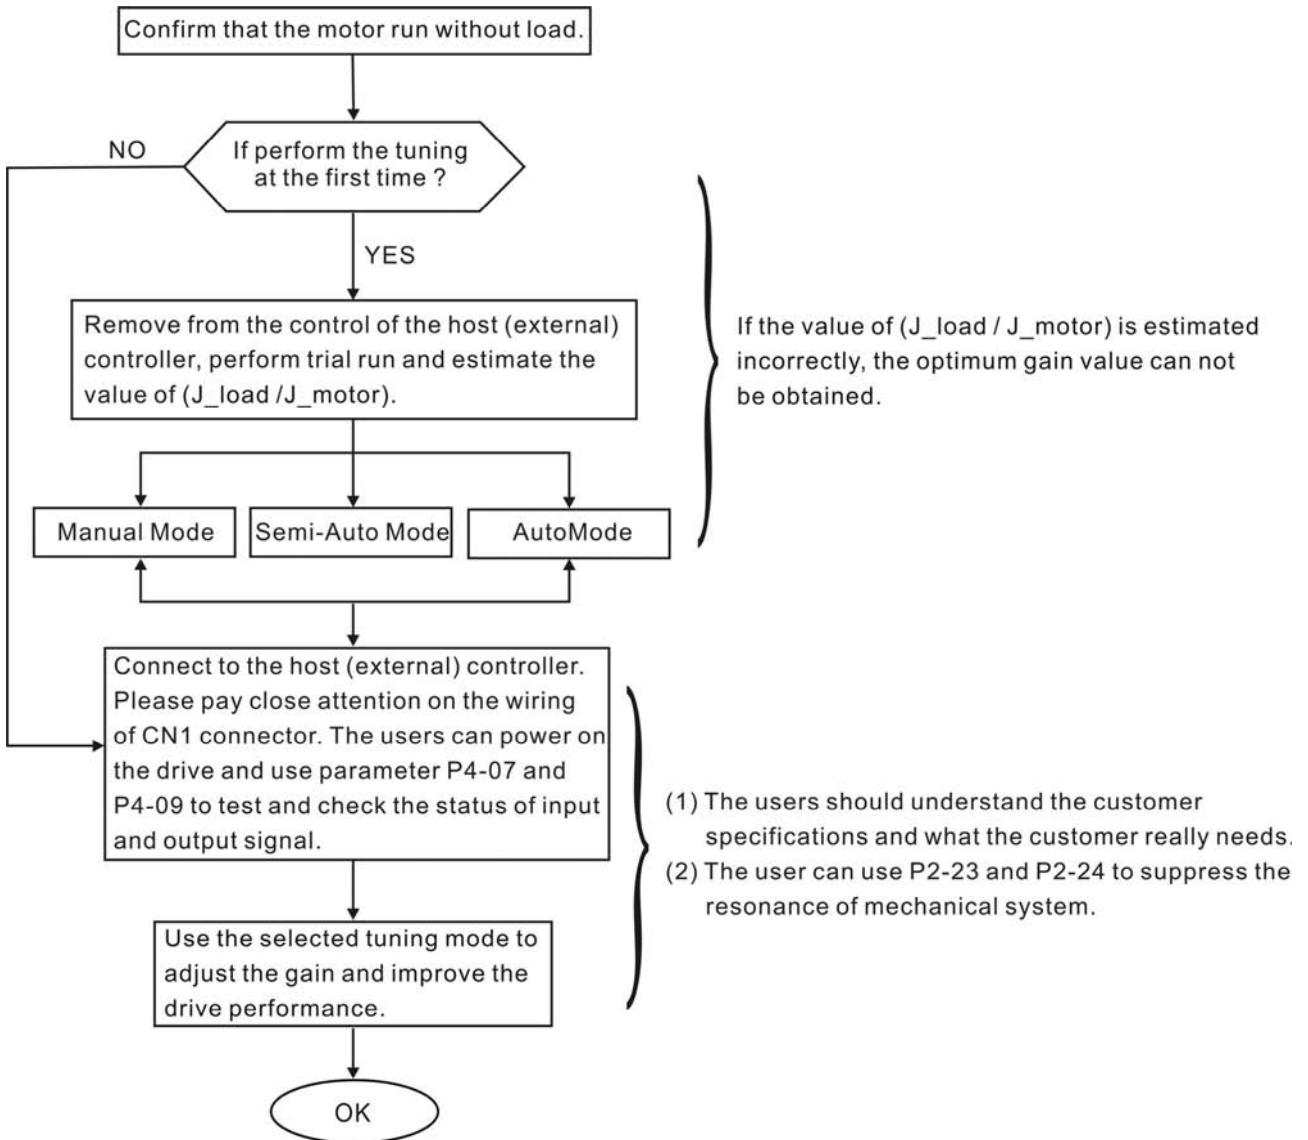 Confirm that the motor run without load.
NO
If perform the tuning
at the first time ?
YES
Remove from the control of the host (external)
controller, perform trial run and estimate the
value of (J_load /J_motor).
If the value of (J_load / J_motor) is estimated
incorrectly, the optimum gain value can not
be obtained.
Manual Mode
Semi-Auto Mode
AutoMode
Connect to the host (external) controller.
Please pay close attention on the wiring
of CN1 connector. The users can power on
the drive and use parameter P4-07 and
P4-09 to test and check the status of input
and output signal.
(1) The users should understand the customer
specifications and what the customer really needs.
(2) The user can use P2-23 and P2-24 to suppress the
resonance of mechanical system.
Use the selected tuning mode to
adjust the gain and improve the
drive performance.
OK